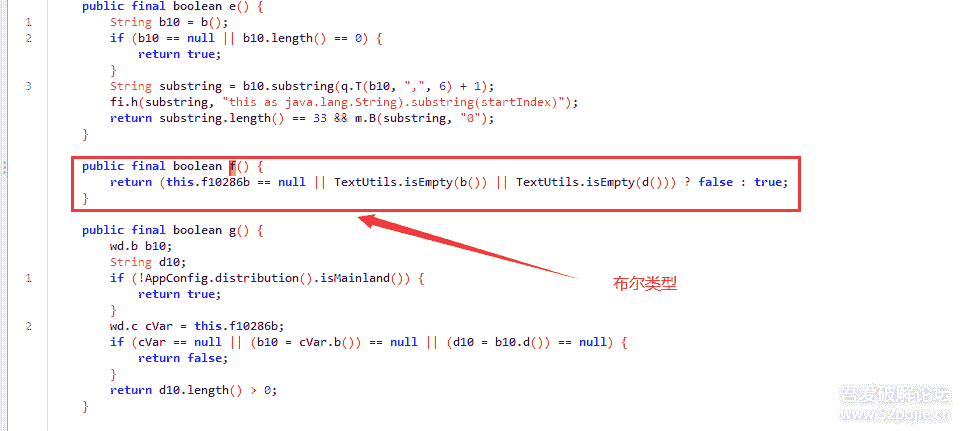 public final boolean e() {
1 String b10 = b();
2 if (b10 == null || b10.length() == 0) {
return true;
}
3 String substring = b10.substring(q.T(b10, ",", 6) + 1);
fi.h(substring, "this as java.lang.String).substring(startIndex)");
return substring.length() == 33 && m.B(substring, "0");
}
public final boolean f() {
return (this.f10286b == null || TextUtils.isEmpty(b()) || TextUtils.isEmpty(d())) ? false : true;
}
public final boolean g() {
wd.b b10;
String d10;
1 if (!AppConfig.distribution().isMainland()) {
return true;
}
2 wd.c cVar = this.f10286b;
if (cVar == null || (b10 = cVar.b()) == null || (d10 = b10.d()) == null) {
return false;
}
return d10.length() > 0;
}
布尔类型
吾爱破解论坛
www.52pojie.cn